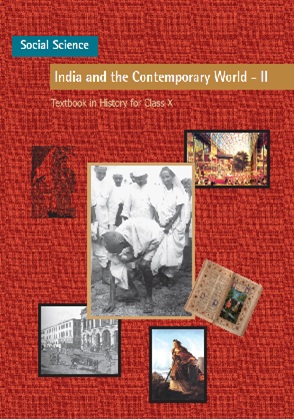 Social Science
India and the Contemporary World – II
Textbook in History for Class X